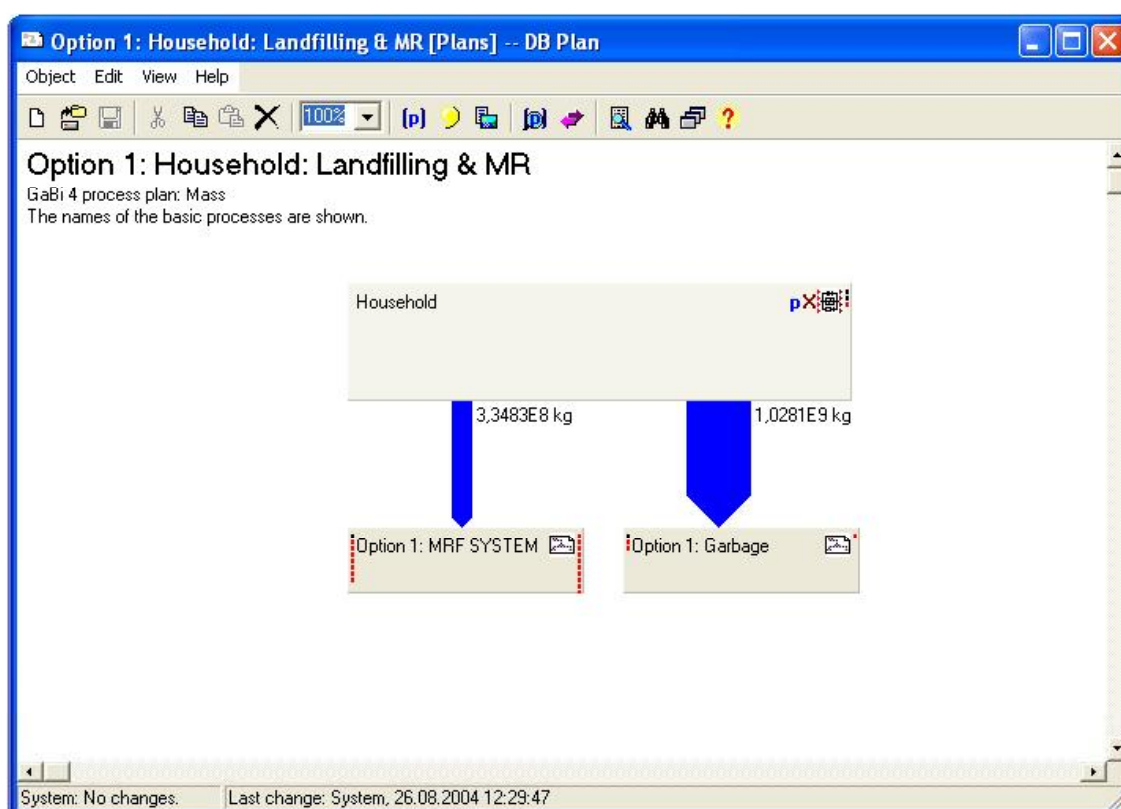 Option 1: Household: Landfilling & MR [Plans] -- DB Plan
Object Edit View Help
100%
Option 1: Household: Landfilling & MR
GaBi 4 process plan: Mass
The names of the basic processes are shown.
Household
3,3483E8 kg
1,0281E9 kg
Option 1: MRF SYSTEM
Option 1: Garbage
System: No changes.
Last change: System, 26.08.2004 12:29:47